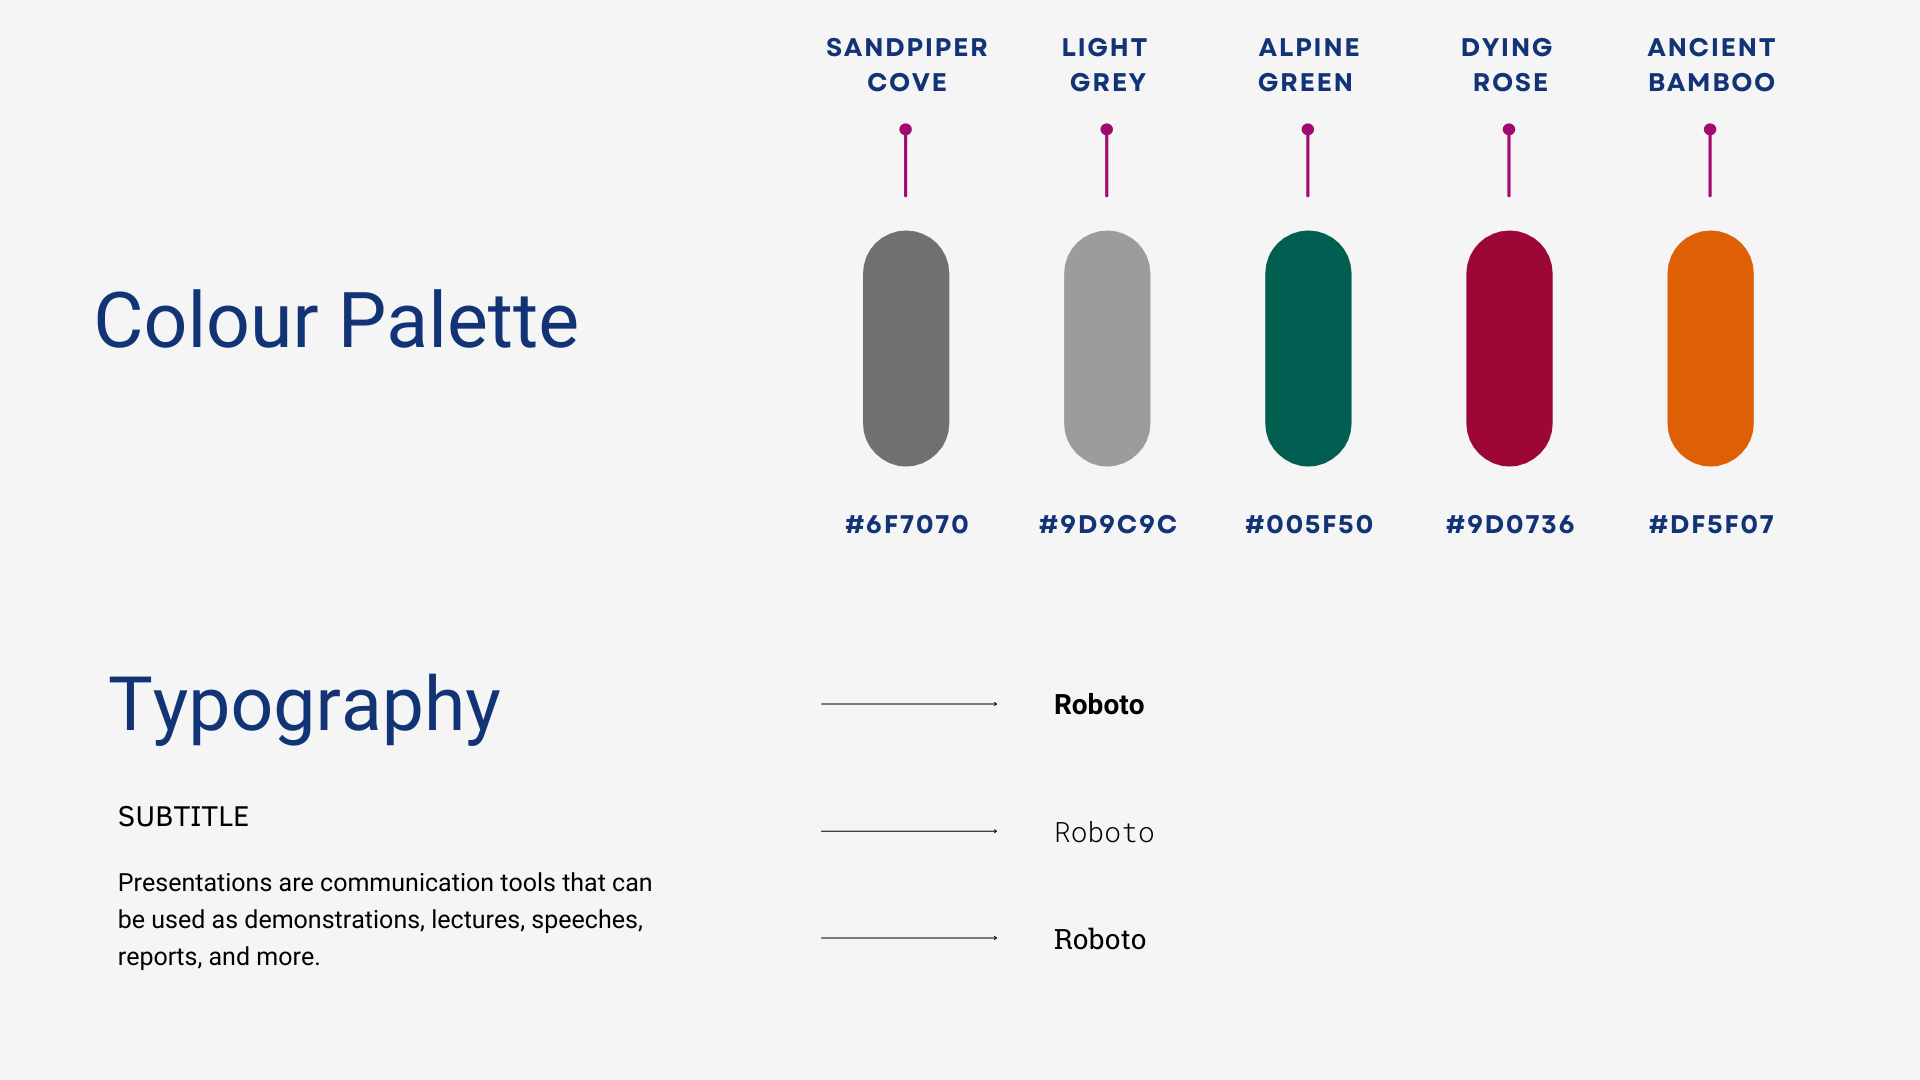 SANDPIPER
COVE
LIGHT
GREY
ALPINE
GREEN
DYING
ROSE
ANCIENT
BAMBOO
Colour Palette
#6F7070
#9D9C9C
#005F50
#9D0736
#DF5F07
Typography
Roboto
SUBTITLE
Roboto
Presentations are communication tools that can
be used as demonstrations, lectures, speeches,
reports, and more.
Roboto